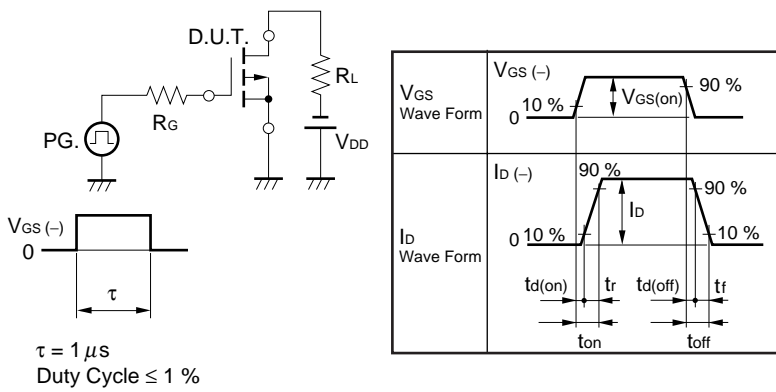 D.U.T.
RL
RG
PG.
VDD
VGS (−)
0
τ
τ = 1 μs
Duty Cycle ≤ 1 %
VGS
Wave Form
VGS (−)
10 %
0
VGS(on)
90 %
ID
Wave Form
ID (−)
90 %
0 10 %
ID
90 %
10 %
td(on) tr td(off) tf
ton toff